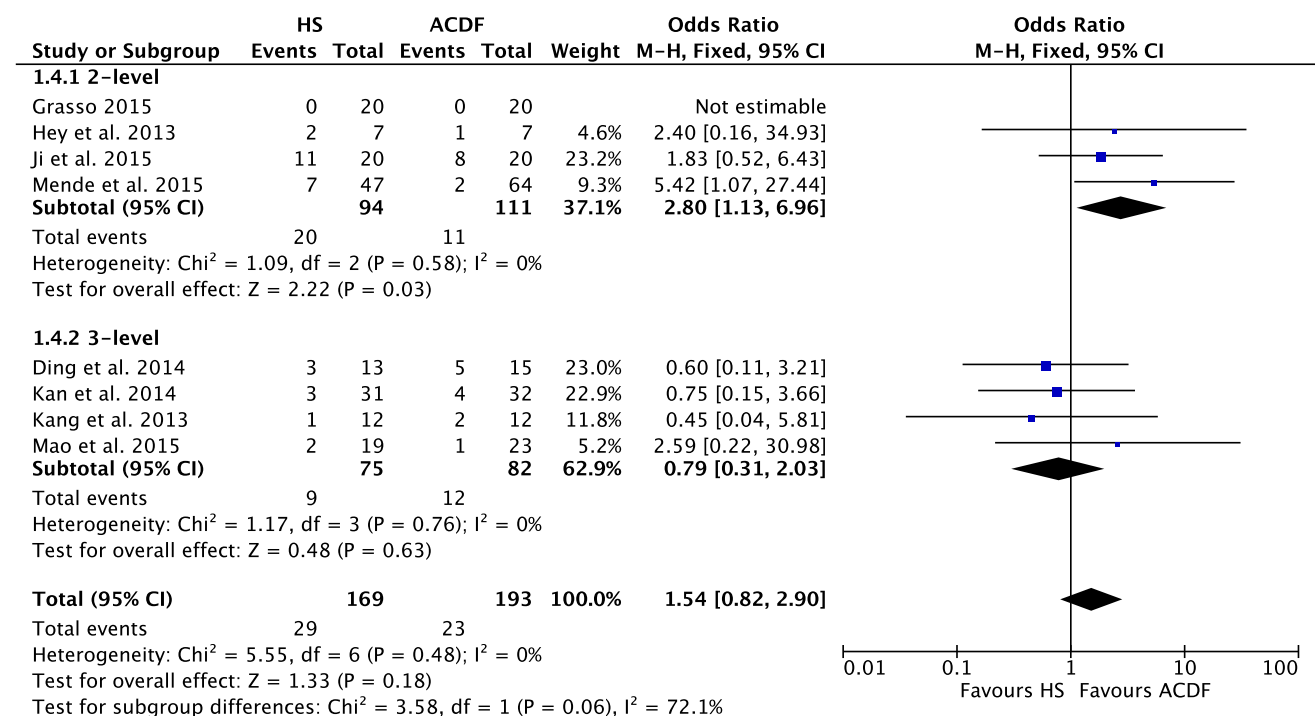 HS ACDF Odds Ratio Odds Ratio
Study or Subgroup Events Total Events Total Weight M-H, Fixed, 95% CI M-H, Fixed, 95% CI
1.4.1 2-level
Grasso 2015 0 20 0 20 Not estimable
Hey et al. 2013 2 7 1 7 4.6% 2.40 [0.16, 34.93]
Ji et al. 2015 11 20 8 20 23.2% 1.83 [0.52, 6.43]
Mende et al. 2015 7 47 2 64 9.3% 5.42 [1.07, 27.44]
Subtotal (95% CI) 94 111 37.1% 2.80 [1.13, 6.96]
Total events 20 11
Heterogeneity: Chi² = 1.09, df = 2 (P = 0.58); I² = 0%
Test for overall effect: Z = 2.22 (P = 0.03)
1.4.2 3-level
Ding et al. 2014 3 13 5 15 23.0% 0.60 [0.11, 3.21]
Kan et al. 2014 3 31 4 32 22.9% 0.75 [0.15, 3.66]
Kang et al. 2013 1 12 2 12 11.8% 0.45 [0.04, 5.81]
Mao et al. 2015 2 19 1 23 5.2% 2.59 [0.22, 30.98]
Subtotal (95% CI) 75 82 62.9% 0.79 [0.31, 2.03]
Total events 9 12
Heterogeneity: Chi² = 1.17, df = 3 (P = 0.76); I² = 0%
Test for overall effect: Z = 0.48 (P = 0.63)
Total (95% CI) 169 193 100.0% 1.54 [0.82, 2.90]
Total events 29 23
Heterogeneity: Chi² = 5.55, df = 6 (P = 0.48); I² = 0%
Test for overall effect: Z = 1.33 (P = 0.18)
Test for subgroup differences: Chi² = 3.58, df = 1 (P = 0.06), I² = 72.1%
0.01 0.1 1 10 100
Favours HS Favours ACDF